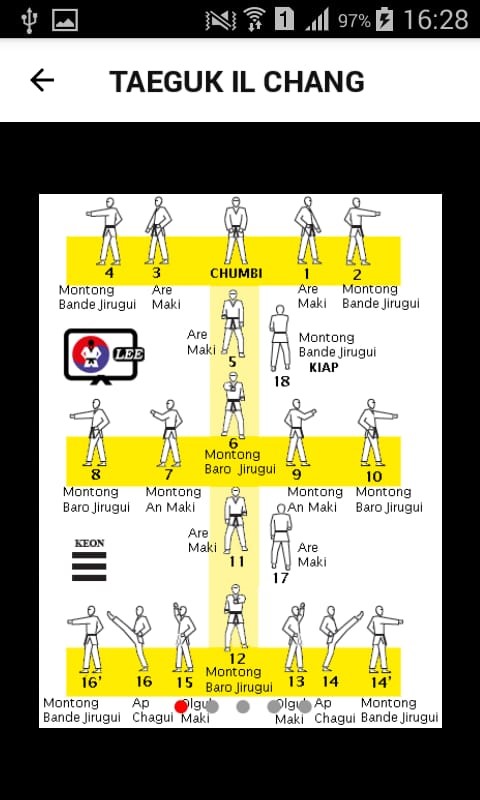 1 97% 16:28
TAEGUK IL CHANG
4 3 CHUMBI 1 2
Montong
Bande Jirugui
Are
Maki
Are
Maki
Montong
Bande Jirugui
Are
Maki
5
Montong
Bande Jirugui
KIAP
18
LEE
6
Montong
Baro Jirugui
8 7 9 10
Montong
Baro Jirugui
Montong
An Maki
Montong
An Maki
Montong
Baro Jirugui
KEON
Are
Maki
11
Are
Maki
17
12
Montong
Baro Jirugui
16' 16 15 13 14 14'
Montong
Bande Jirugui
Ap
Chagui
Olgul
Maki
Olgul
Maki
Ap
Chagui
Montong
Bande Jirugui